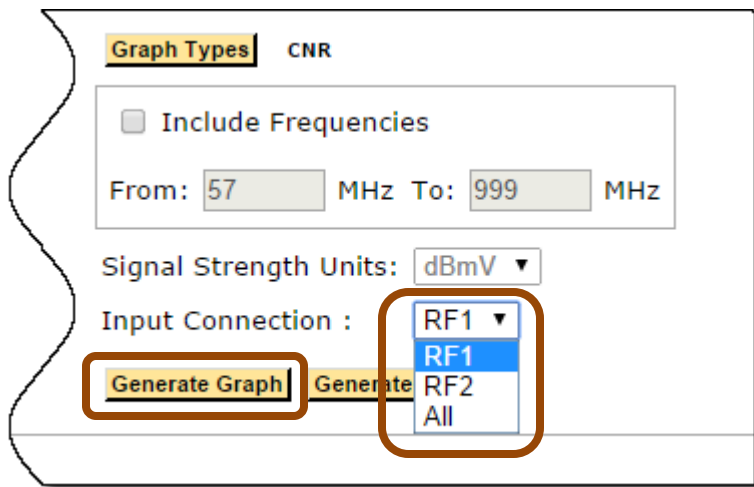 Graph Types CNR
Include Frequencies
From: 57 MHz To: 999 MHz
Signal Strength Units: dBmV
Input Connection : RF1
RF1
Generate Graph Generate RF2
All